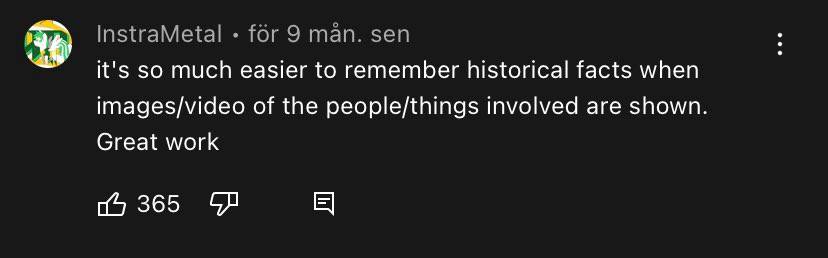 InstraMetal • för 9 mån. sen
it's so much easier to remember historical facts when
images/video of the people/things involved are shown.
Great work
365